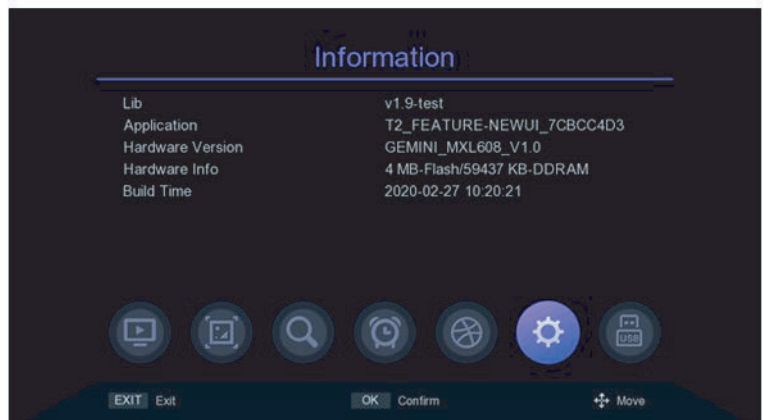 Information
Lib v1.9-test
Application T2_FEATURE-NEWUI_7CBCC4D3
Hardware Version GEMINI_MXL608_V1.0
Hardware Info 4 MB-Flash/59437 KB-DDRAM
Build Time 2020-02-27 10:20:21
USB
EXIT Exit OK Confirm Move